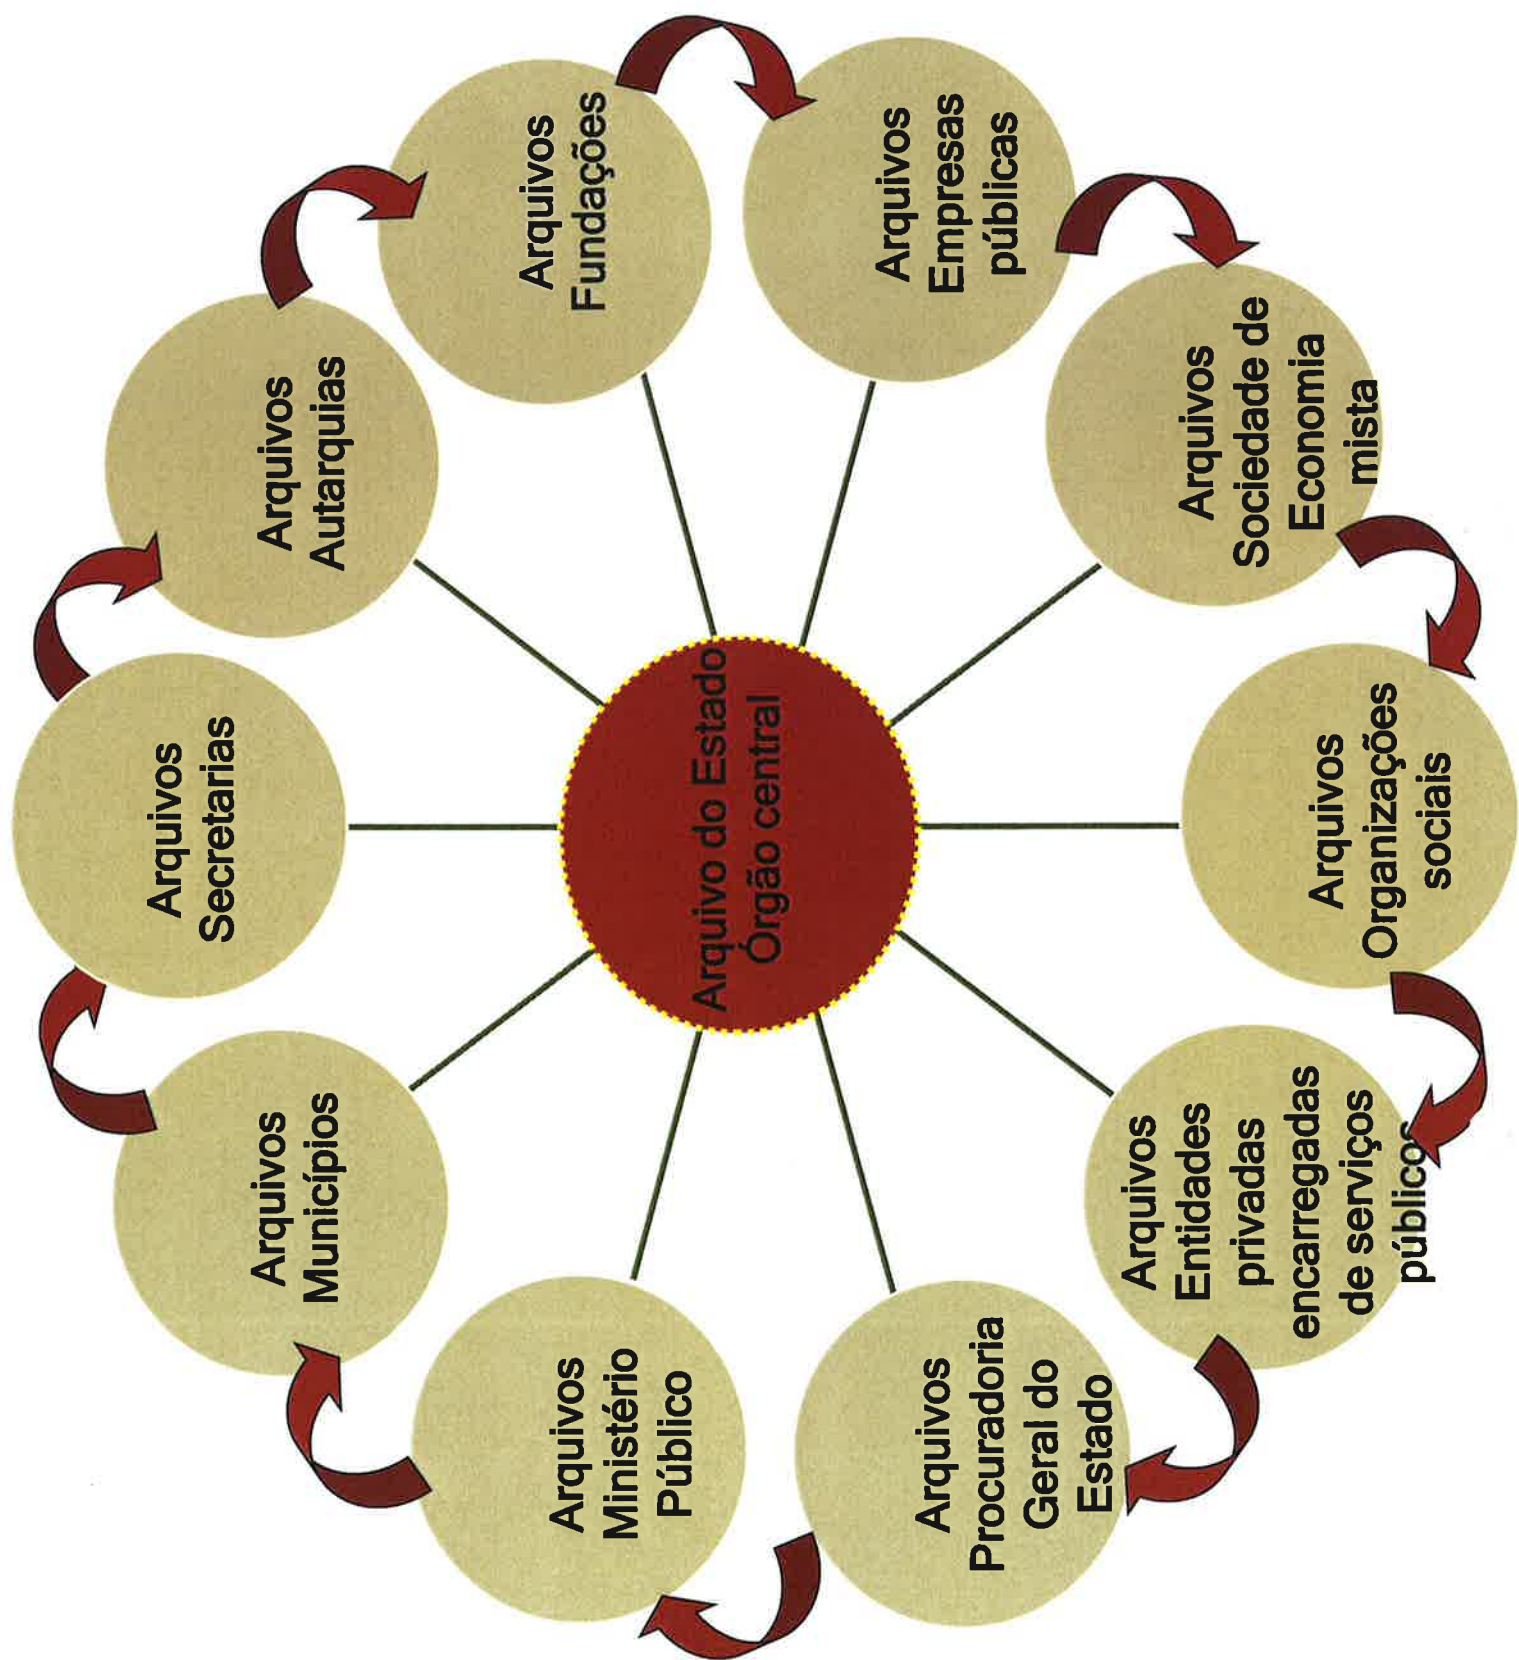 Arquivo do Estado
Órgão central
Arquivos
Secretarias
Arquivos
Autarquias
Arquivos
Fundações
Arquivos
Empresas
públicas
Arquivos
Sociedade de
Economia
mista
Arquivos
Organizações
sociais
Arquivos
Entidades
privadas
encarregadas
de serviços
públicos
Arquivos
Procuradoria
Geral do
Estado
Arquivos
Ministério
Público
Arquivos
Municípios